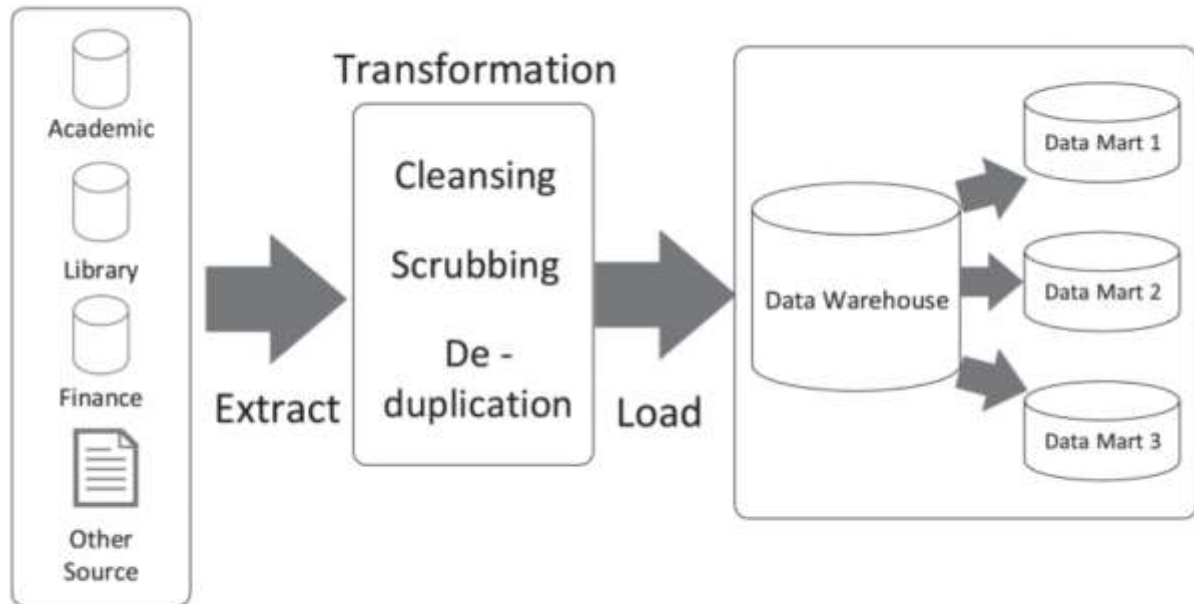 Academic
Library
Finance
Other
Source
Extract
Transformation
Cleansing
Scrubbing
De -
duplication
Load
Data Warehouse
Data Mart 1
Data Mart 2
Data Mart 3